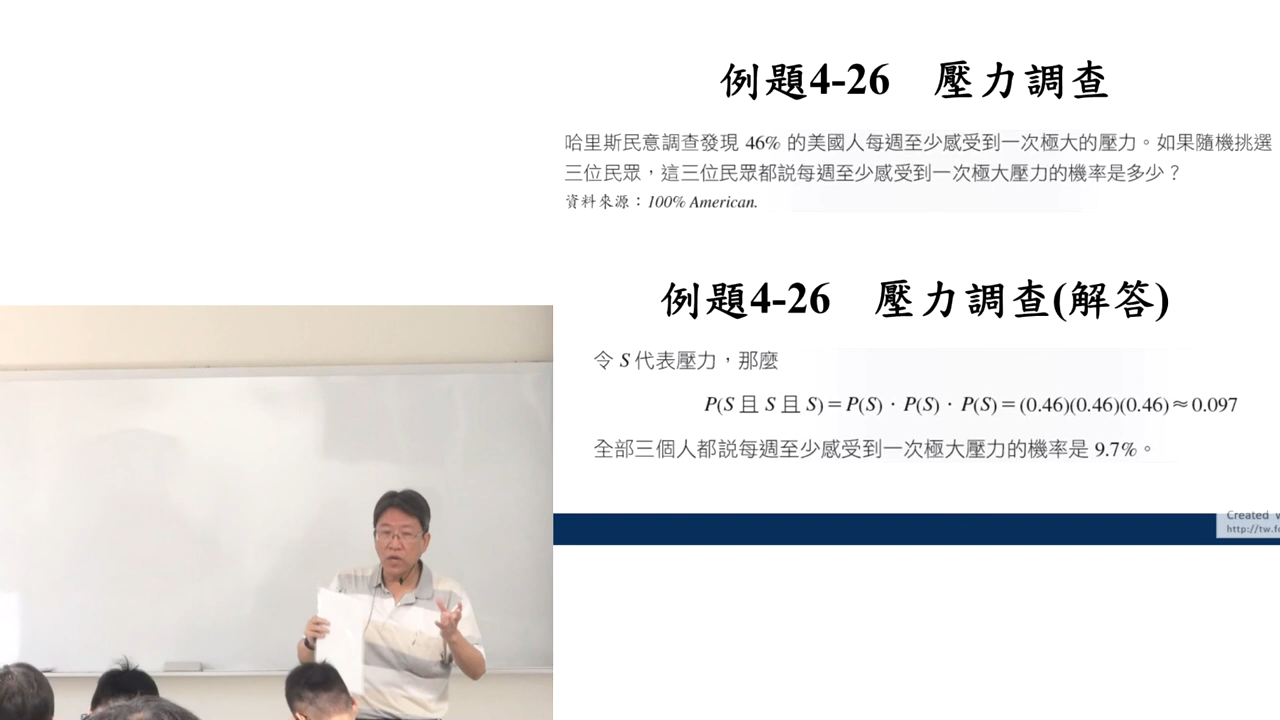 例題4-26 壓力調查
哈里斯民意調查發現 46% 的美國人每週至少感受到一次極大的壓力。如果隨機挑選
三位民眾，這三位民眾都説每週至少感受到一次極大壓力的機率是多少？
資料來源：100% American.
例題4-26 壓力調查(解答)
令 S 代表壓力，那麼
P(S 且 S 且 S)＝P(S)．P(S)．P(S)＝(0.46)(0.46)(0.46)≈0.097
全部三個人都説每週至少感受到一次極大壓力的機率是 9.7%。
Created
http://tw.fo